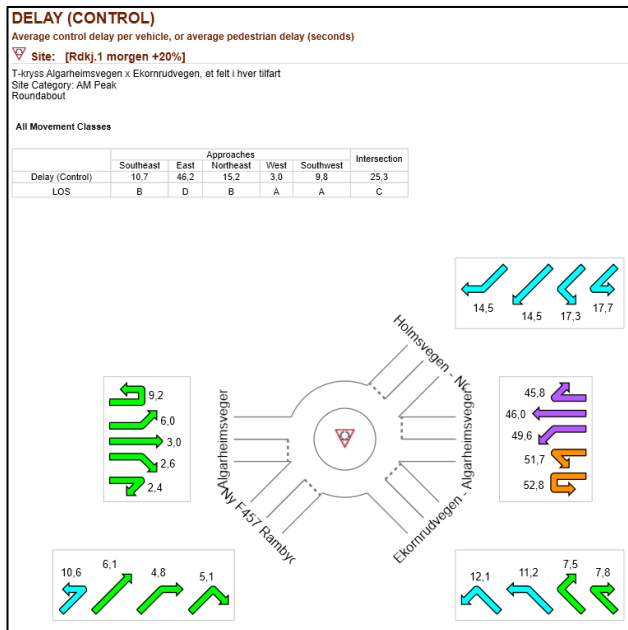 DELAY (CONTROL)
Average control delay per vehicle, or average pedestrian delay (seconds)
Site: [Rdkj.1 morgen +20%]
T-kryss Algarheimsvegen x Ekornrudvegen, et felt i hver tilfart
Site Category: AM Peak
Roundabout
All Movement Classes
Approaches Intersection
Southeast East Northeast West Southwest
Delay (Control) 10,7 46,2 15,2 3,0 9,8 25,3
LOS B D B A A C
14,5 14,5 17,3 17,7
Holmsvegen - No
9,2
6,0
3,0
2,6
2,4
Algarheimsveger
Algarheimsveger
45,8
46,0
49,6
51,7
52,8
Ny F457 Ramby
Ekornrudvegen - 
10,6 6,1 4,8 5,1
12,1 11,2 7,5 7,8